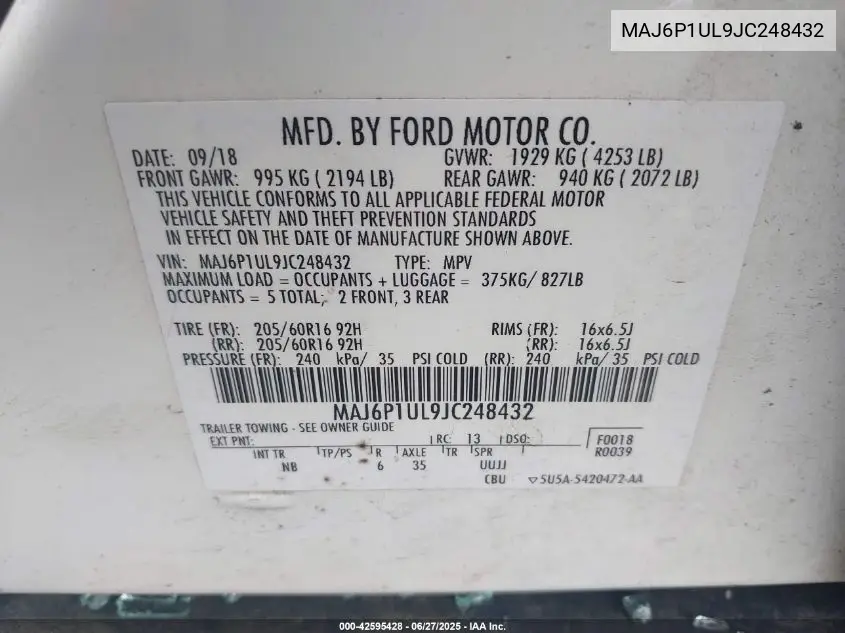 MAJ6P1UL9JC248432
MFD. BY FORD MOTOR CO.
DATE: 09/18 GVWR: 1929 KG ( 4253 LB)
FRONT GAWR: 995 KG ( 2194 LB) REAR GAWR: 940 KG ( 2072 LB)
THIS VEHICLE CONFORMS TO ALL APPLICABLE FEDERAL MOTOR
VEHICLE SAFETY AND THEFT PREVENTION STANDARDS
IN EFFECT ON THE DATE OF MANUFACTURE SHOWN ABOVE.
VIN: MAJ6P1UL9JC248432 TYPE: MPV
MAXIMUM LOAD = OCCUPANTS + LUGGAGE = 375KG/ 827LB
OCCUPANTS = 5 TOTAL; 2 FRONT, 3 REAR
TIRE (FR): 205/60R16 92H RIMS (FR): 16x6.5J
(RR): 205/60R16 92H (RR): 16x6.5J
PRESSURE (FR): 240 kPa/ 35 PSI COLD (RR): 240 kPa/ 35 PSI COLD
MAJ6P1UL9JC248432
TRAILER TOWING - SEE OWNER GUIDE
EXT PNT: RC: 13 DSO: F0018
R0039
INT TR TP/PS R AXLE TR SPR
NB 6 35 UUJJ
CBU ▽5U5A-5420472-AA
000-42595428 - 06/27/2025 - IAA Inc.